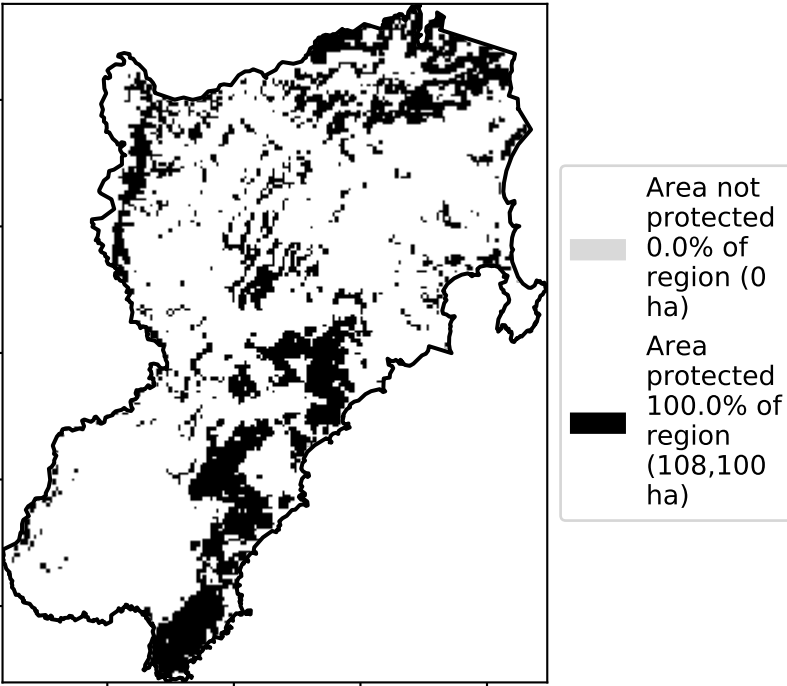 Area not
protected
0.0% of
region (0
ha)
Area
protected
100.0% of
region
(108,100
ha)